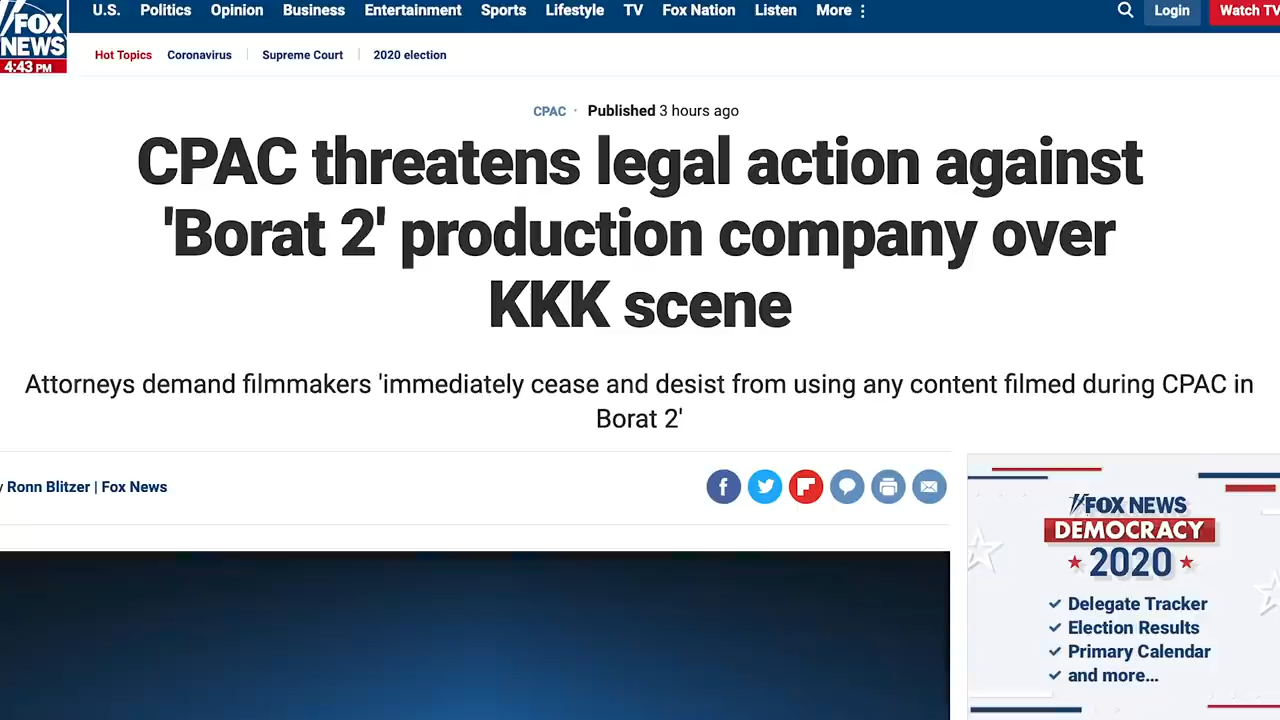 U.S. Politics Opinion Business Entertainment Sports Lifestyle TV Fox Nation Listen More Login Watch TV
FOX
NEWS
4:43 PM
Hot Topics Coronavirus Supreme Court 2020 election
CPAC · Published 3 hours ago
CPAC threatens legal action against
'Borat 2' production company over
KKK scene
Attorneys demand filmmakers 'immediately cease and desist from using any content filmed during CPAC in
Borat 2'
y Ronn Blitzer | Fox News
FOX NEWS
DEMOCRACY
2020
Delegate Tracker
Election Results
Primary Calendar
and more...